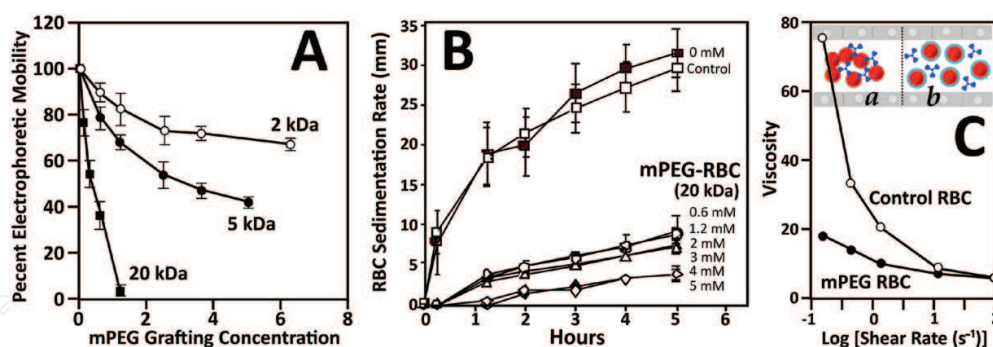 A
Pecent Electrophoretic Mobility
120
100
80
60
40
20
0
2 kDa
5 kDa
20 kDa
0 2 4 6 8
mPEG Grafting Concentration
B
RBC Sedimentation Rate (mm)
35
30
25
20
15
10
5
0
0 mM
Control
mPEG-RBC
(20 kDa)
0.6 mM
1.2 mM
2 mM
3 mM
4 mM
5 mM
0 1 2 3 4 5 6
Hours
C
Viscosity
80
60
40
20
0
a b
Control RBC
mPEG RBC
-1 0 1 2
Log [Shear Rate (s⁻¹)]